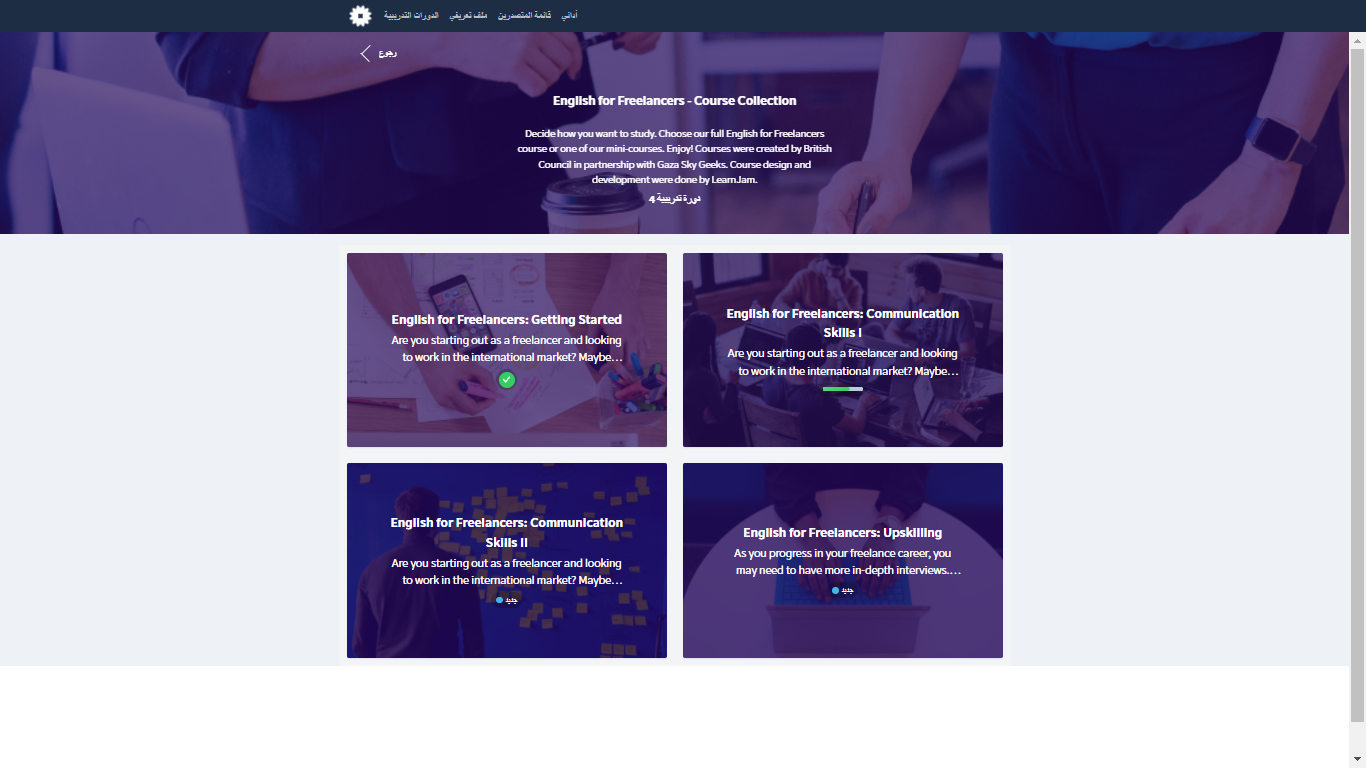 الدورات التدريبية ملف تعريفي قائمة المتصدرين أدائي
رجوع
English for Freelancers - Course Collection
Decide how you want to study. Choose our full English for Freelancers
course or one of our mini-courses. Enjoy! Courses were created by British
Council in partnership with Gaza Sky Geeks. Course design and
development were done by LearnJam.
4 دورة تدريبية
English for Freelancers: Getting Started
Are you starting out as a freelancer and looking
to work in the international market? Maybe…
English for Freelancers: Communication
Skills I
Are you starting out as a freelancer and looking
to work in the international market? Maybe…
English for Freelancers: Communication
Skills II
Are you starting out as a freelancer and looking
to work in the international market? Maybe…
جديد
English for Freelancers: Upskilling
As you progress in your freelance career, you
may need to have more in-depth interviews.…
جديد